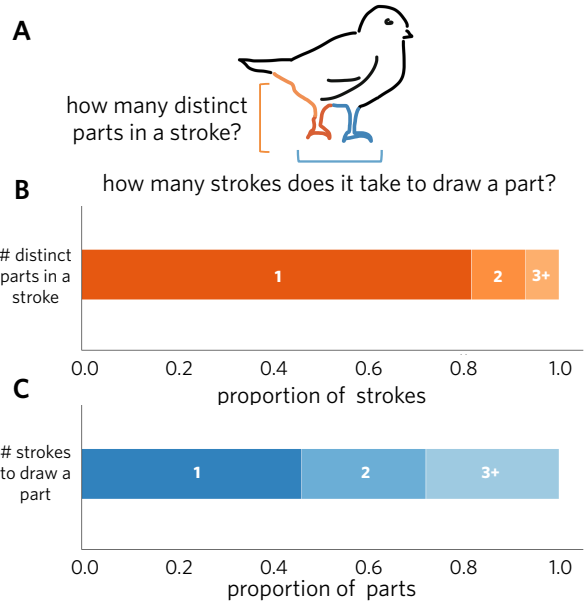 A
how many distinct
parts in a stroke?
how many strokes does it take to draw a part?
B
# distinct
parts in a
stroke
1
2
3+
0.0 0.2 0.4 0.6 0.8 1.0
proportion of strokes
C
# strokes
to draw a
part
1
2
3+
0.0 0.2 0.4 0.6 0.8 1.0
proportion of parts